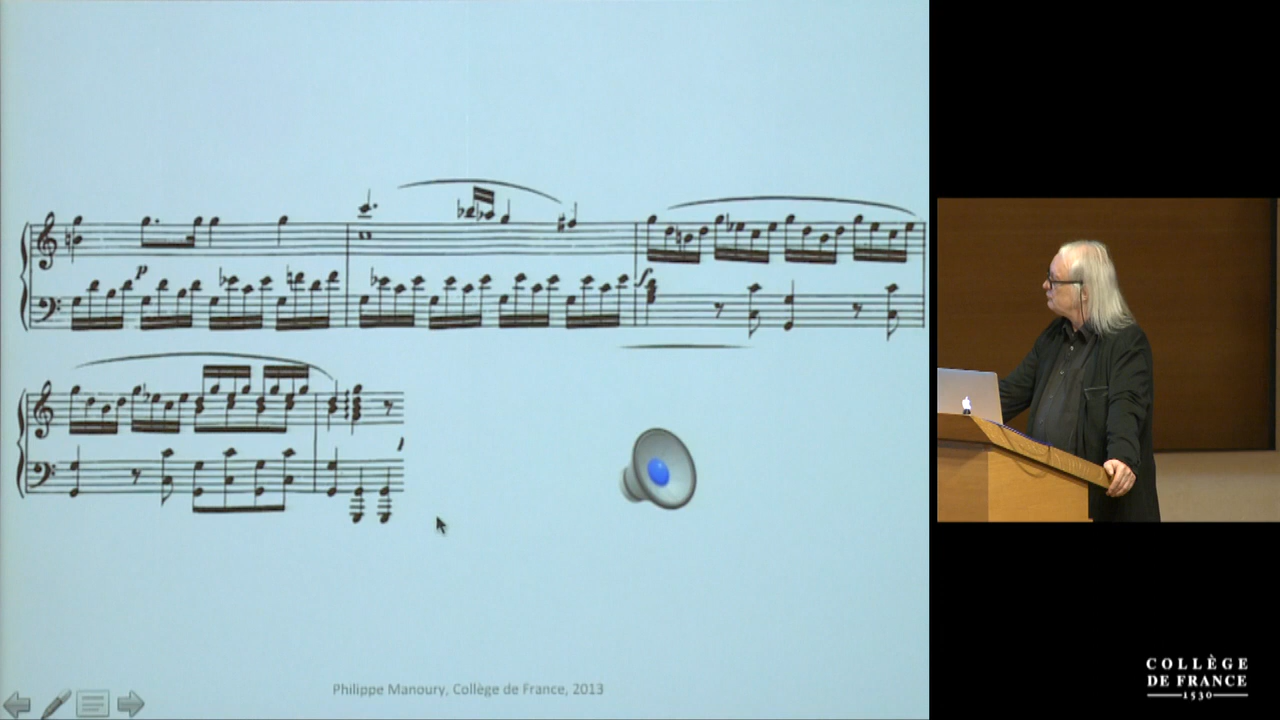 p
f
Philippe Manoury, Collège de France, 2013
COLLÈGE
DE FRANCE
1530